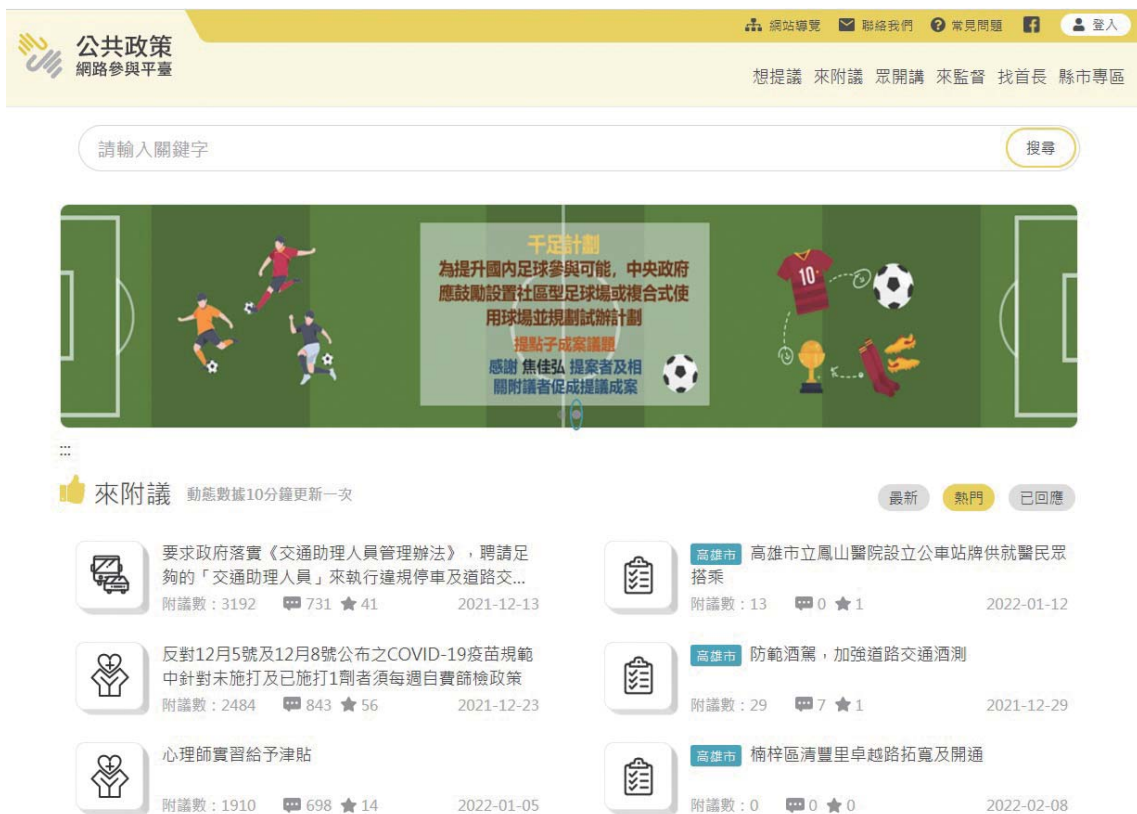 公共政策
網路參與平臺
網站導覽 聯絡我們 常見問題 登入
想提議 來附議 眾開講 來監督 找首長 縣市專區
請輸入關鍵字 搜尋
千足計劃
為提升國內足球參與可能，中央政府
應鼓勵設置社區型足球場或複合式使
用球場並規劃試辦計劃
提點子成案議題
感謝 焦佳弘 提案者及相
關附議者促成提議成案
10
:::
來附議 動態數據10分鐘更新一次 最新 熱門 已回應
要求政府落實《交通助理人員管理辦法》，聘請足
夠的「交通助理人員」來執行違規停車及道路交...
附議數：3192 731 41 2021-12-13
高雄市 高雄市立鳳山醫院設立公車站牌供就醫民眾
搭乘
附議數：13 0 1 2022-01-12
反對12月5號及12月8號公布之COVID-19疫苗規範
中針對未施打及已施打1劑者須每週自費篩檢政策
附議數：2484 843 56 2021-12-23
高雄市 防範酒駕，加強道路交通酒測
附議數：29 7 1 2021-12-29
心理師實習給予津貼
附議數：1910 698 14 2022-01-05
高雄市 楠梓區清豐里卓越路拓寬及開通
附議數：0 0 0 2022-02-08